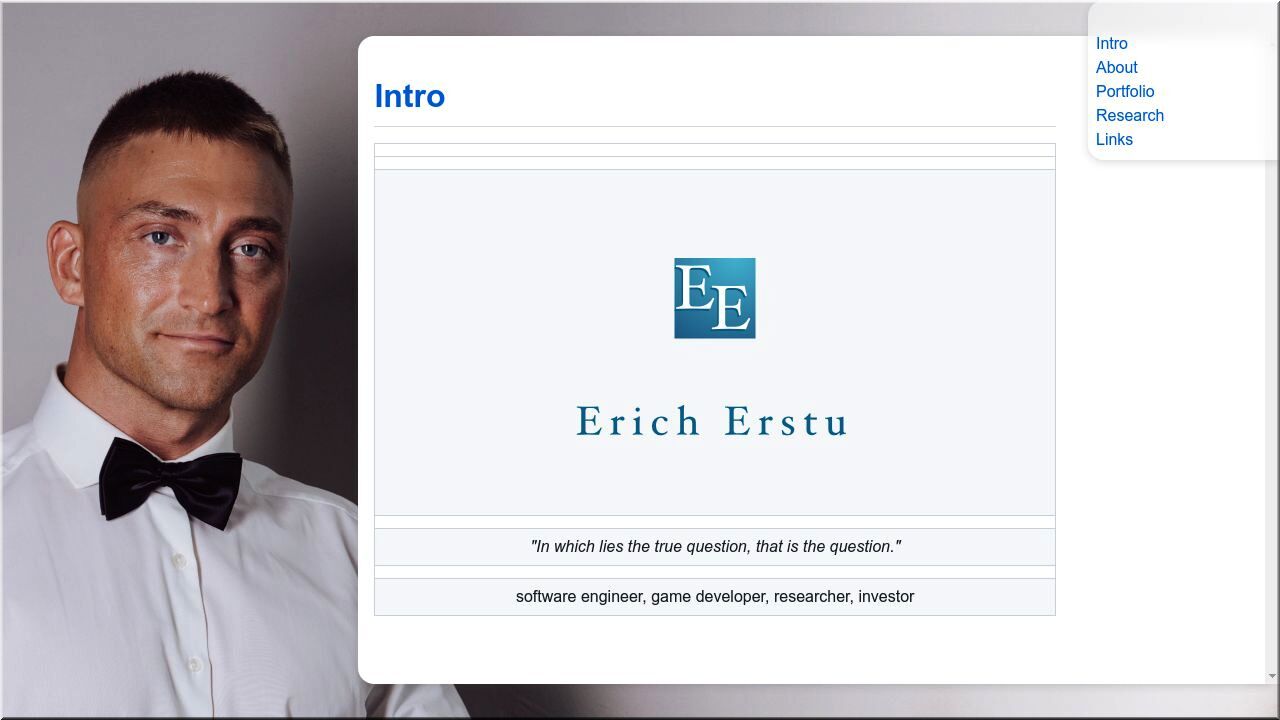 Intro
About
Portfolio
Research
Links
Intro
EE
Erich Erstu
"In which lies the true question, that is the question."
software engineer, game developer, researcher, investor